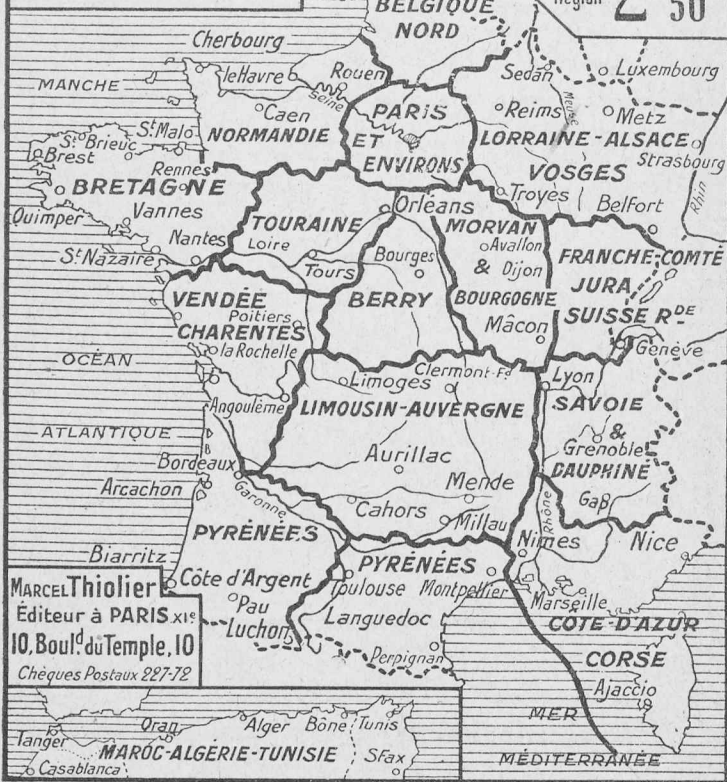 BELGIQUE
NORD
Région 2 50
Cherbourg
MANCHE
le Havre
Rouen
Seine
Caen
NORMANDIE
PARIS
ET
ENVIRONS
Sedan
Luxembourg
Reims
Meuse
Metz
LORRAINE-ALSACE
Strasbourg
VOSGES
Rhin
Troyes
Belfort
St Malo
St Brieuc
Brest
Rennes
BRETAGNE
Quimper
Vannes
Nantes
St Nazaire
TOURAINE
Loire
Tours
Orléans
Bourges
BERRY
MORVAN
Avallon
& Dijon
BOURGOGNE
Mâcon
FRANCHE-COMTÉ
JURA
SUISSE RDE
Genève
VENDÉE
Poitiers
CHARENTES
la Rochelle
OCÉAN
Angoulême
ATLANTIQUE
Limoges
Clermont-Fd
LIMOUSIN-AUVERGNE
Lyon
SAVOIE
&
Grenoble
DAUPHINÉ
Gap
Bordeaux
Arcachon
Garonne
Aurillac
Mende
Cahors
Millau
Rhône
Nîmes
Nice
PYRÉNÉES
Biarritz
Côte d'Argent
Pau
Luchon
PYRÉNÉES
Toulouse
Montpellier
Languedoc
Perpignan
Marseille
CÔTE-D'AZUR
CORSE
Ajaccio
MER
MÉDITERRANÉE
MARCEL Thiolier
Éditeur à PARIS XIe
10, Bould. du Temple, 10
Chèques Postaux 227-72
Tanger
Oran
Alger
Bône
Tunis
MAROC-ALGÉRIE-TUNISIE
SFax
Casablanca